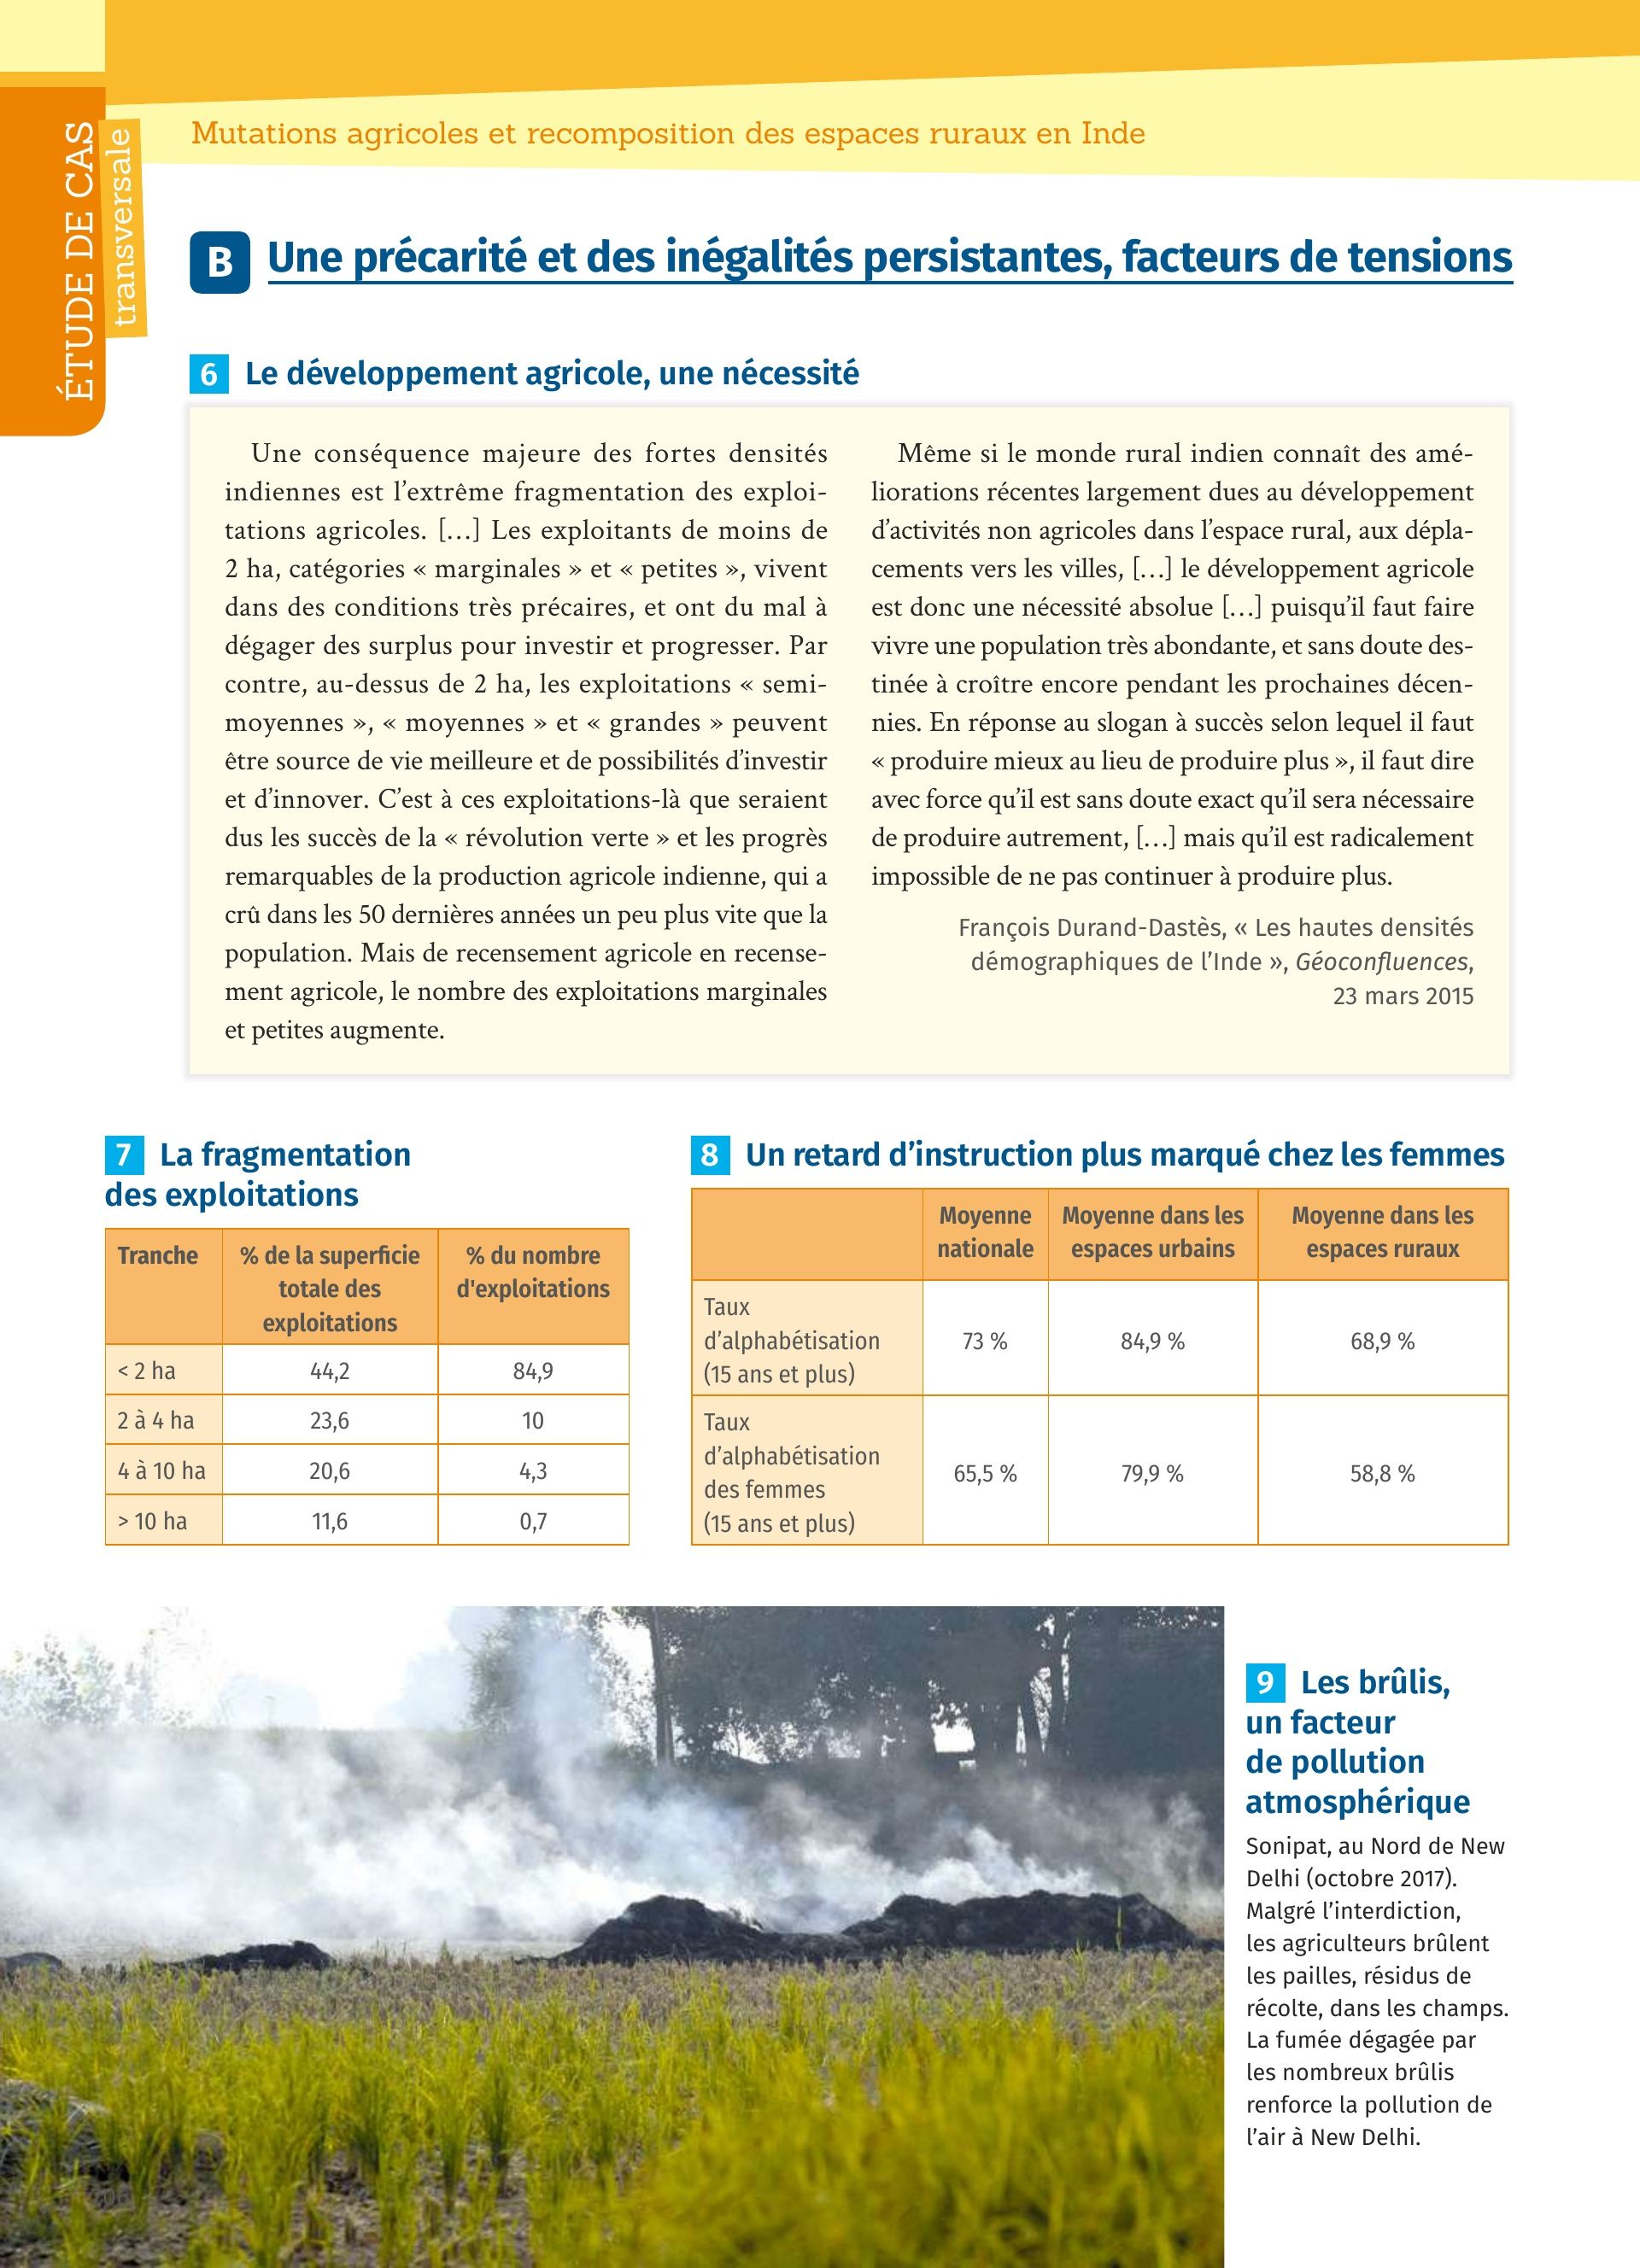 ÉTUDE DE CAS
transversale
Mutations agricoles et recomposition des espaces ruraux en Inde
B Une précarité et des inégalités persistantes, facteurs de tensions
6 Le développement agricole, une nécessité
Une conséquence majeure des fortes densités
indiennes est l’extrême fragmentation des exploi-
tations agricoles. […] Les exploitants de moins de
2 ha, catégories « marginales » et « petites », vivent
dans des conditions très précaires, et ont du mal à
dégager des surplus pour investir et progresser. Par
contre, au-dessus de 2 ha, les exploitations « semi-
moyennes », « moyennes » et « grandes » peuvent
être source de vie meilleure et de possibilités d’investir
et d’innover. C’est à ces exploitations-là que seraient
dus les succès de la « révolution verte » et les progrès
remarquables de la production agricole indienne, qui a
crû dans les 50 dernières années un peu plus vite que la
population. Mais de recensement agricole en recense-
ment agricole, le nombre des exploitations marginales
et petites augmente.
Même si le monde rural indien connaît des amé-
liorations récentes largement dues au développement
d’activités non agricoles dans l’espace rural, aux dépla-
cements vers les villes, […] le développement agricole
est donc une nécessité absolue […] puisqu’il faut faire
vivre une population très abondante, et sans doute des-
tinée à croître encore pendant les prochaines décen-
nies. En réponse au slogan à succès selon lequel il faut
« produire mieux au lieu de produire plus », il faut dire
avec force qu’il est sans doute exact qu’il sera nécessaire
de produire autrement, […] mais qu’il est radicalement
impossible de ne pas continuer à produire plus.
François Durand-Dastès, « Les hautes densités
démographiques de l’Inde », Géoconfluences,
23 mars 2015
7 La fragmentation
des exploitations
Tranche
% de la superficie
totale des
exploitations
% du nombre
d'exploitations
< 2 ha 44,2 84,9
2 à 4 ha 23,6 10
4 à 10 ha 20,6 4,3
> 10 ha 11,6 0,7
8 Un retard d’instruction plus marqué chez les femmes
Moyenne
nationale
Moyenne dans les
espaces urbains
Moyenne dans les
espaces ruraux
Taux
d’alphabétisation
(15 ans et plus)
73 % 84,9 % 68,9 %
Taux
d’alphabétisation
des femmes
(15 ans et plus)
65,5 % 79,9 % 58,8 %
9 Les brûlis,
un facteur
de pollution
atmosphérique
Sonipat, au Nord de New
Delhi (octobre 2017).
Malgré l’interdiction,
les agriculteurs brûlent
les pailles, résidus de
récolte, dans les champs.
La fumée dégagée par
les nombreux brûlis
renforce la pollution de
l’air à New Delhi.